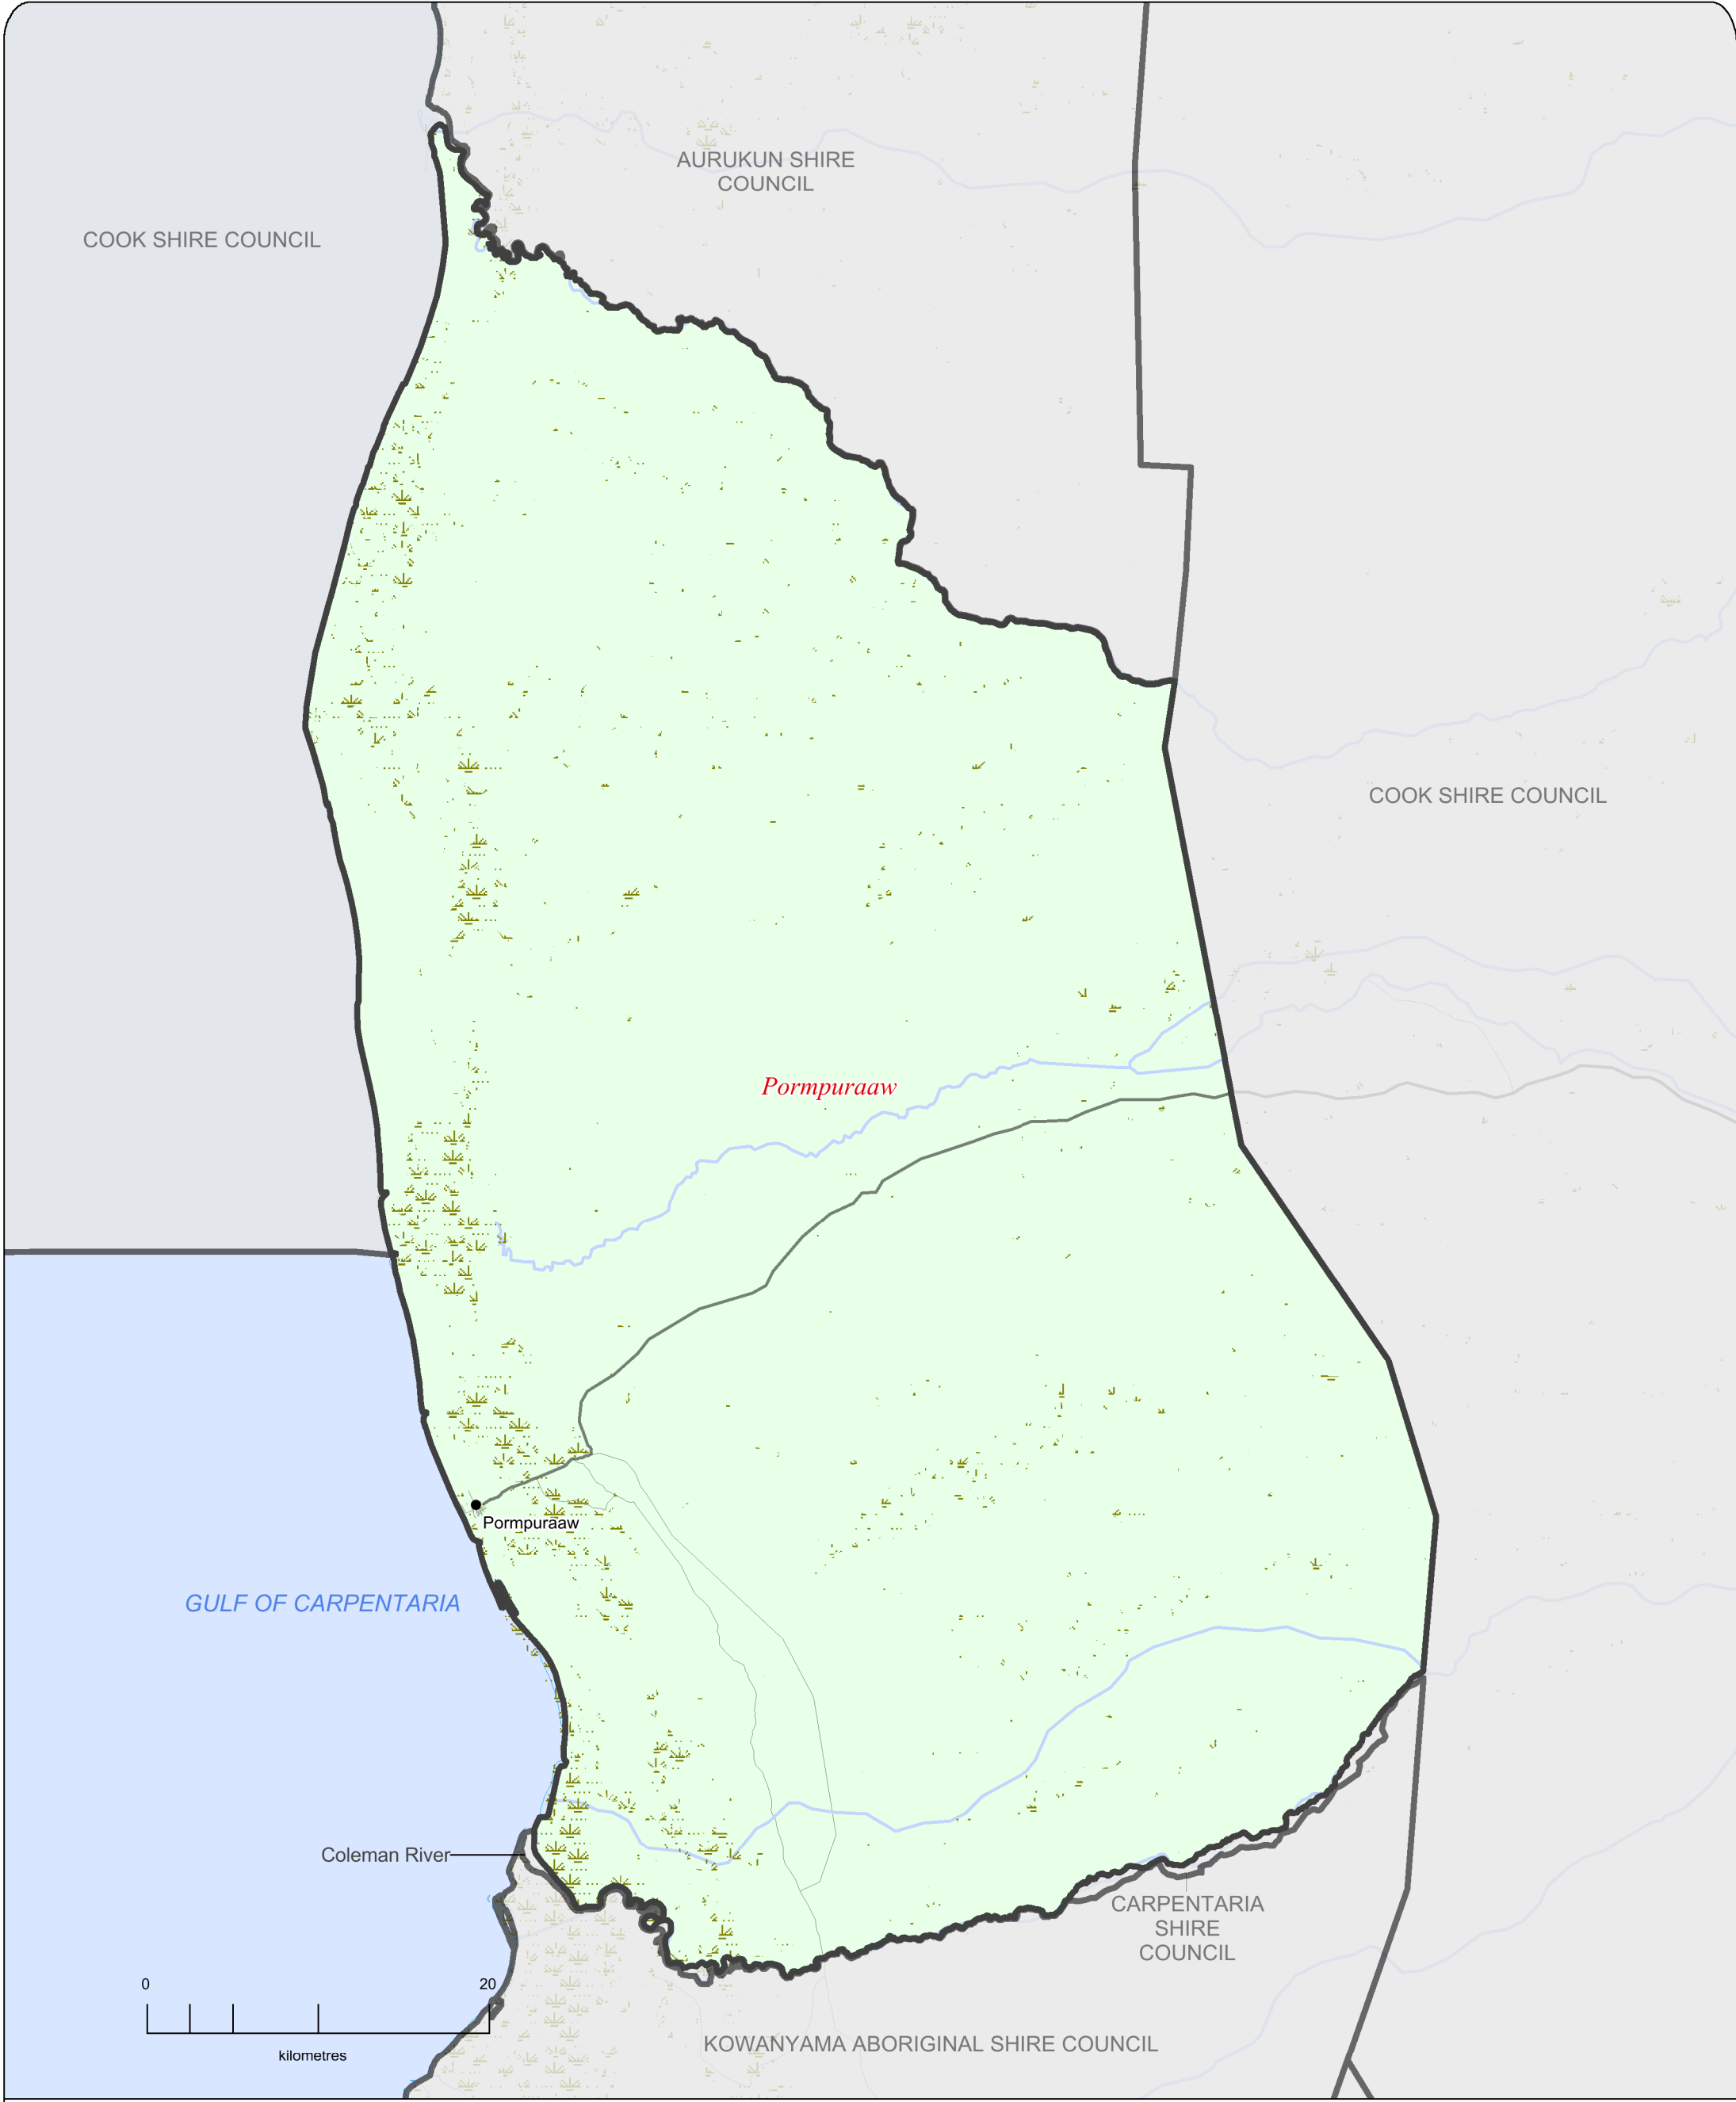 AURUKUN SHIRE
COUNCIL
COOK SHIRE COUNCIL
COOK SHIRE COUNCIL
Pormpuraaw
Pormpuraaw
GULF OF CARPENTARIA
Coleman River
CARPENTARIA
SHIRE
COUNCIL
0 20
kilometres
KOWANYAMA ABORIGINAL SHIRE COUNCIL